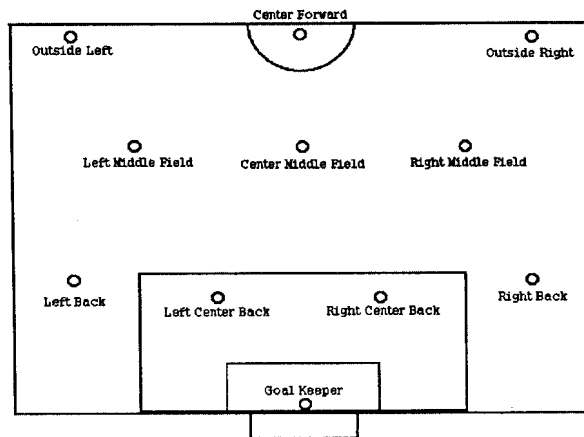 Center Forward
Outside Left
Outside Right
Left Middle Field
Center Middle Field
Right Middle Field
Left Back
Left Center Back
Right Center Back
Right Back
Goal Keeper